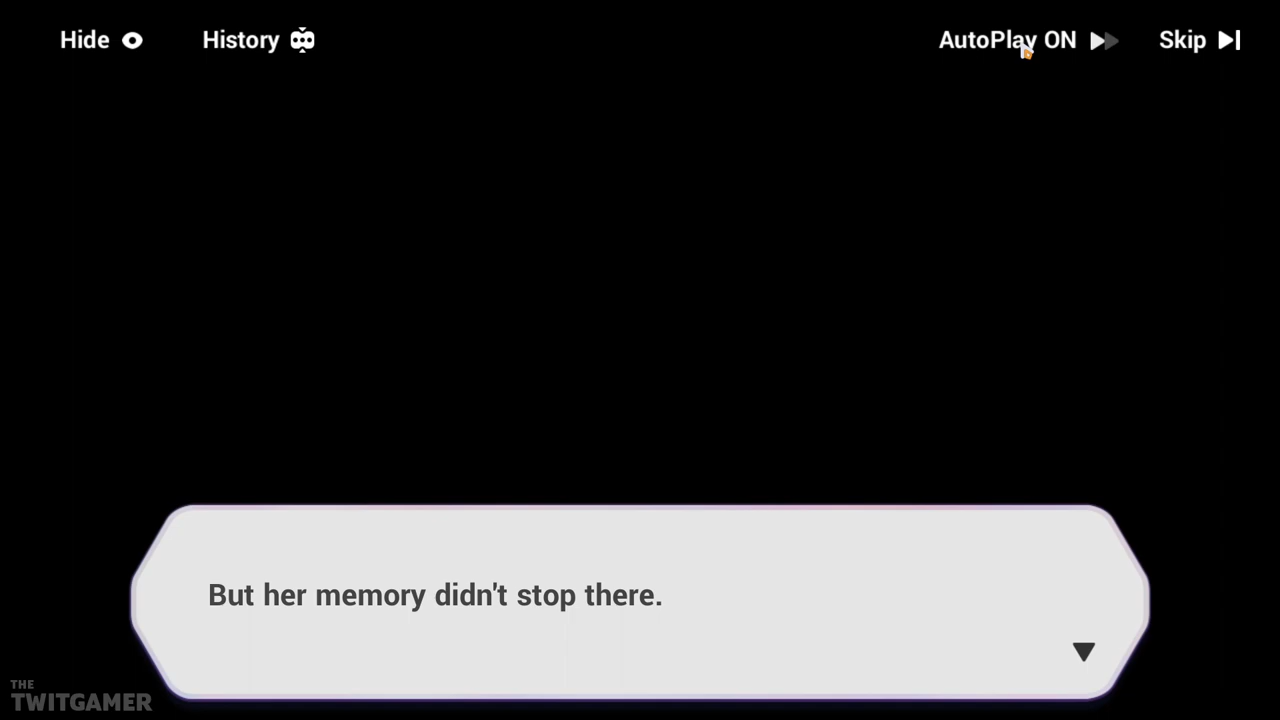 Hide
History
AutoPlay ON
Skip
But her memory didn't stop there.
THE
TWITGAMER